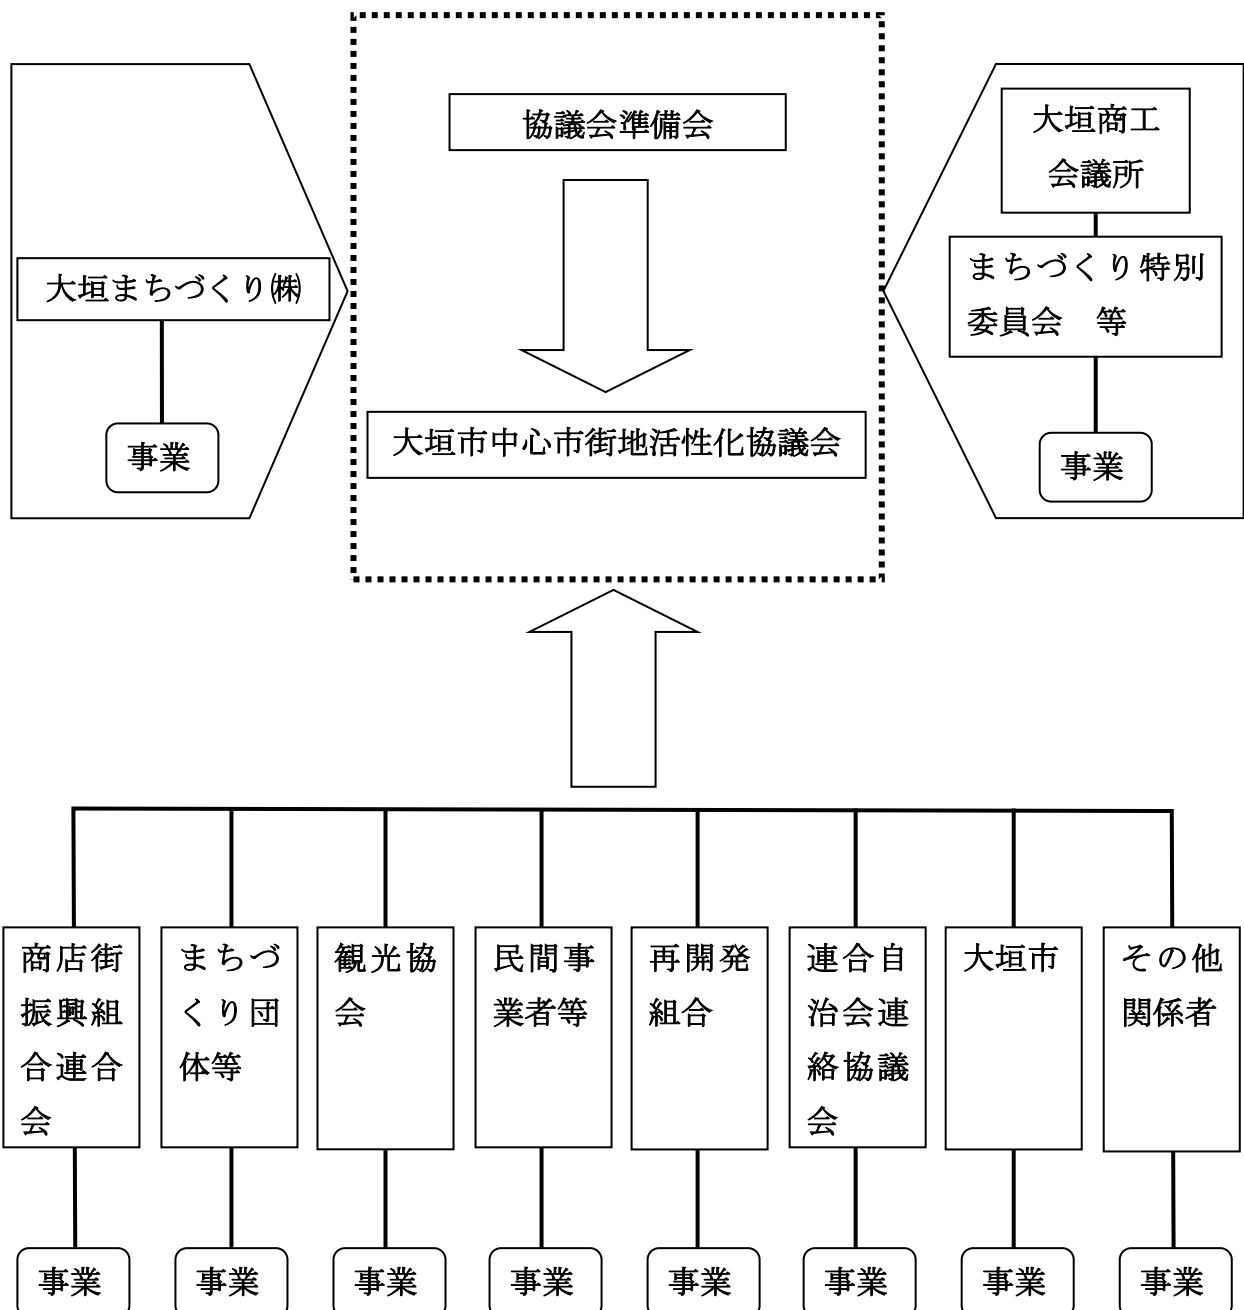 協議会準備会
大垣商工
会議所
大垣まちづくり㈱
まちづくり特別
委員会　等
事業
大垣市中心市街地活性化協議会
事業
商店街
振興組
合連合
会
まちづ
くり団
体等
観光協
会
民間事
業者等
再開発
組合
連合自
治会連
絡協議
会
大垣市
その他
関係者
事業
事業
事業
事業
事業
事業
事業
事業